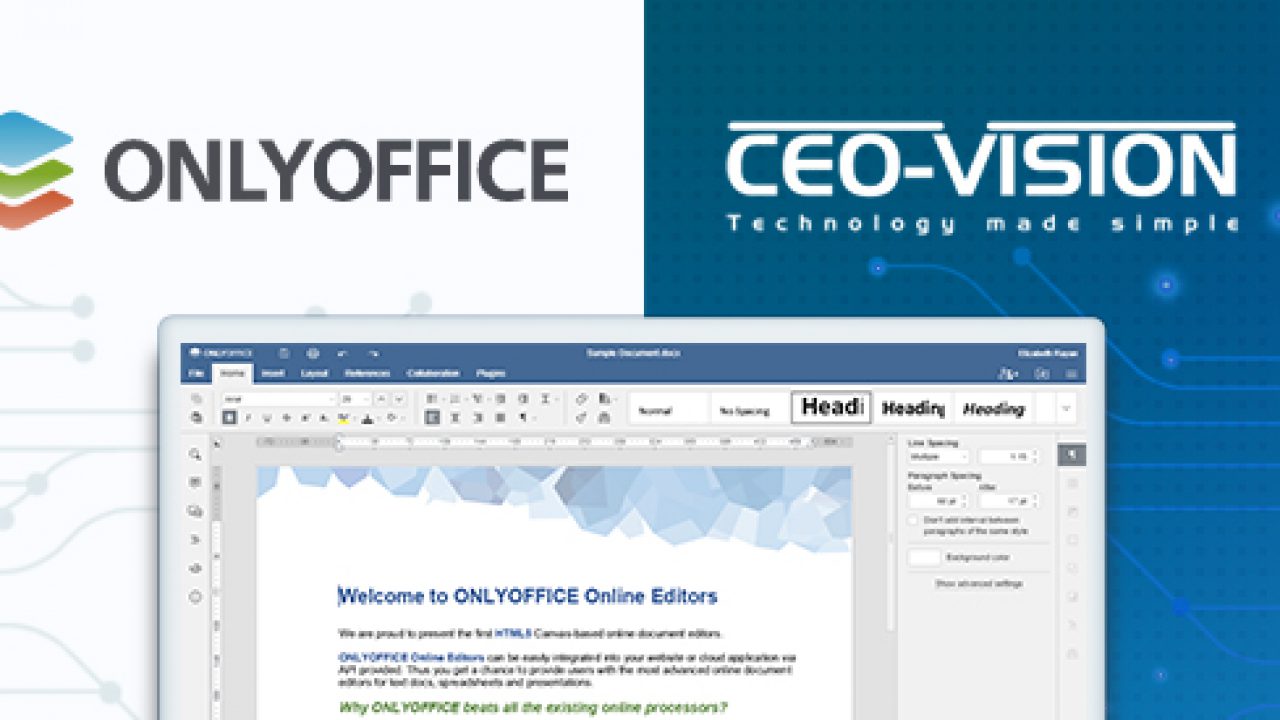 ONLYOFFICE
CEO-VISION
Technology made simple
ONLYOFFICE
Sample Document.docx
File Home Insert Layout References Collaboration Plugins
Arial
Normal No Spacing Headi Heading Heading
Line Spacing
Multiple
Paragraph Spacing
Before After
Don't add interval between
paragraphs of the same style
Background color
Show advanced settings
Welcome to ONLYOFFICE Online Editors
We are proud to present the first HTML5 Canvas-based online document editors.
ONLYOFFICE Online Editors can be easily integrated into your website or cloud application via
API provided. Thus you get a chance to provide users with the most advanced online document
editors for text docs, spreadsheets and presentations.
Why ONLYOFFICE beats all the existing online processors?